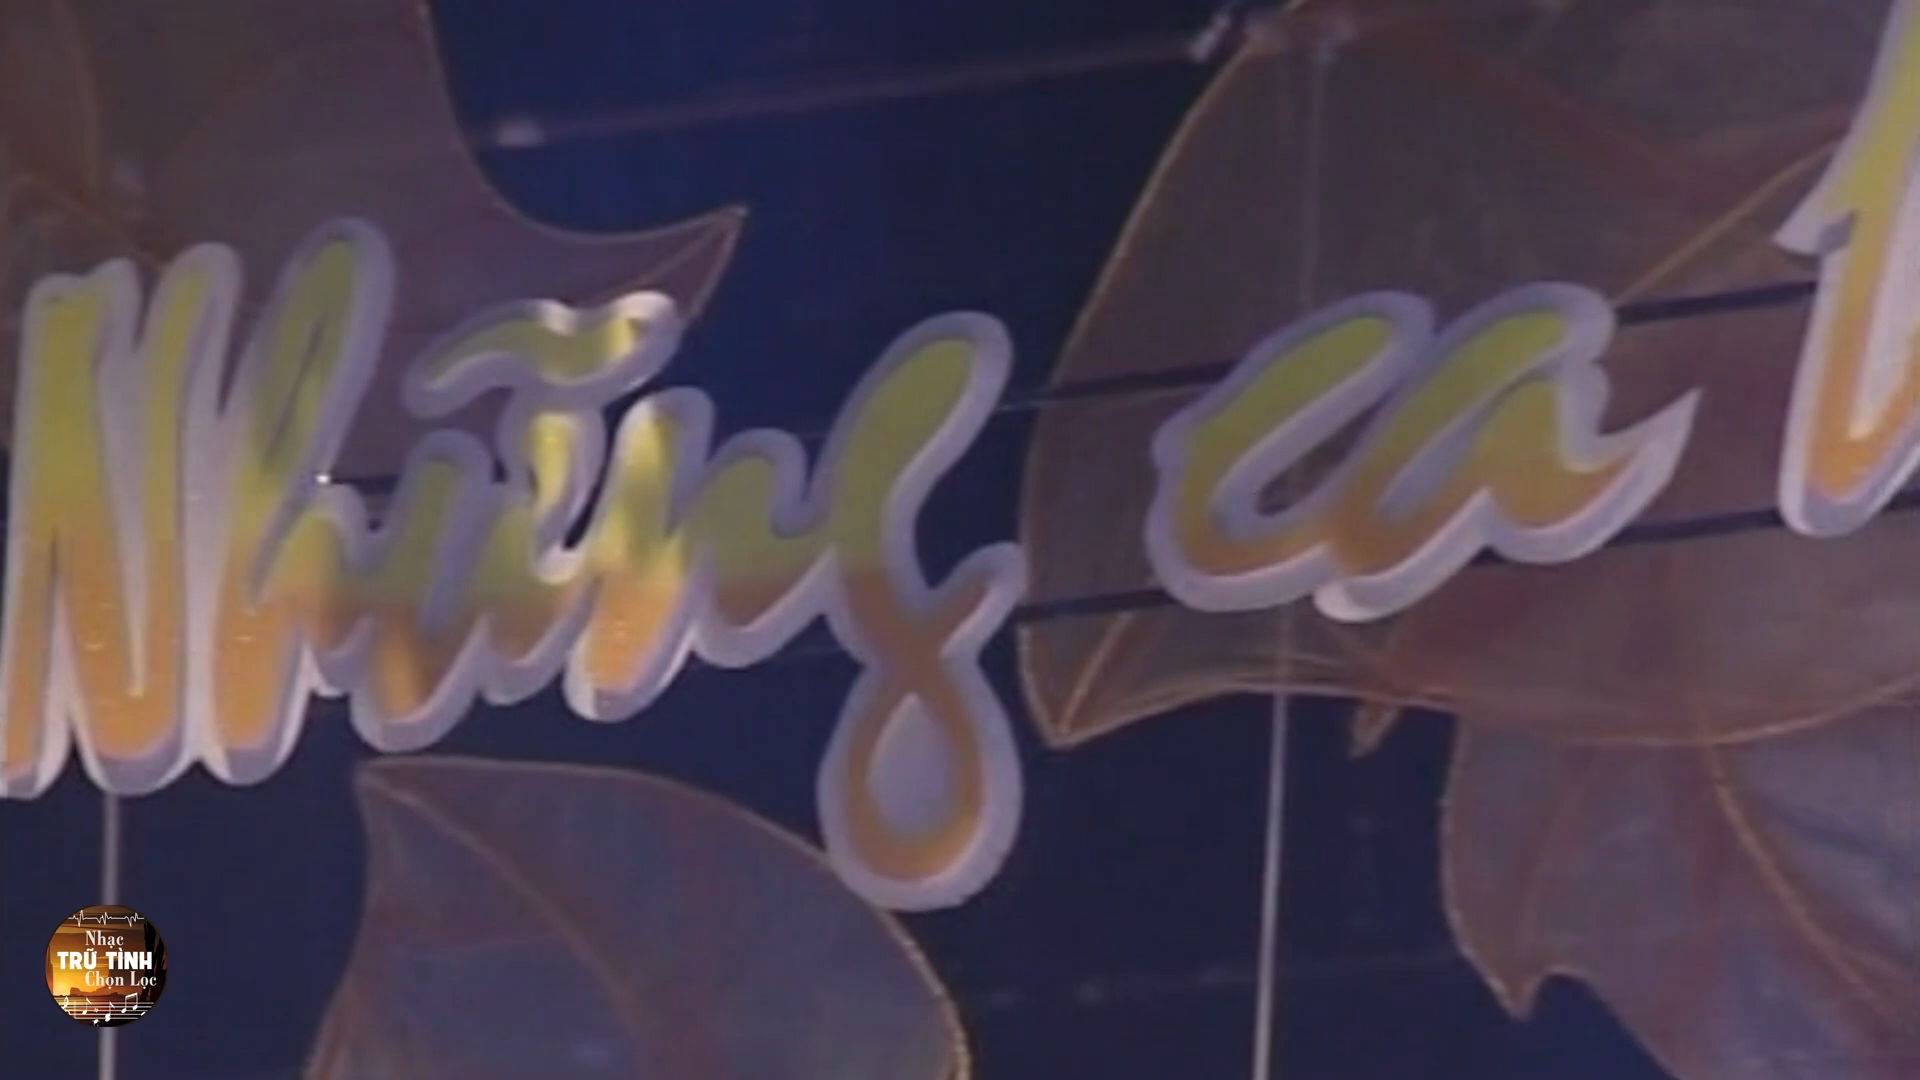 Những ca
Nhạc
TRỮ TÌNH
Chọn Lọc